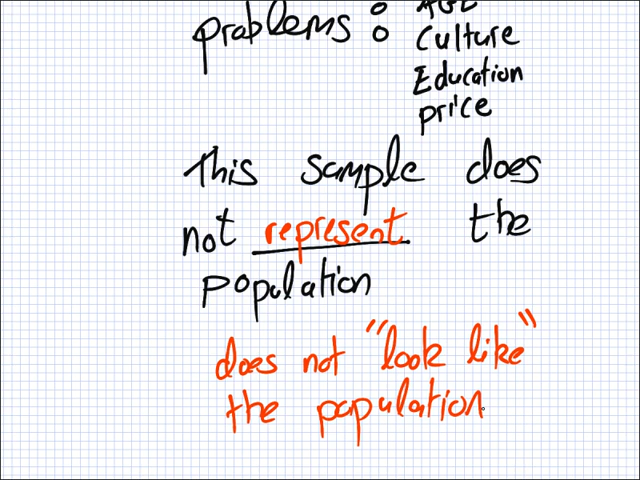 problems :
Culture
Education
price
This sample does
not represent the
population
does not "look like"
the population